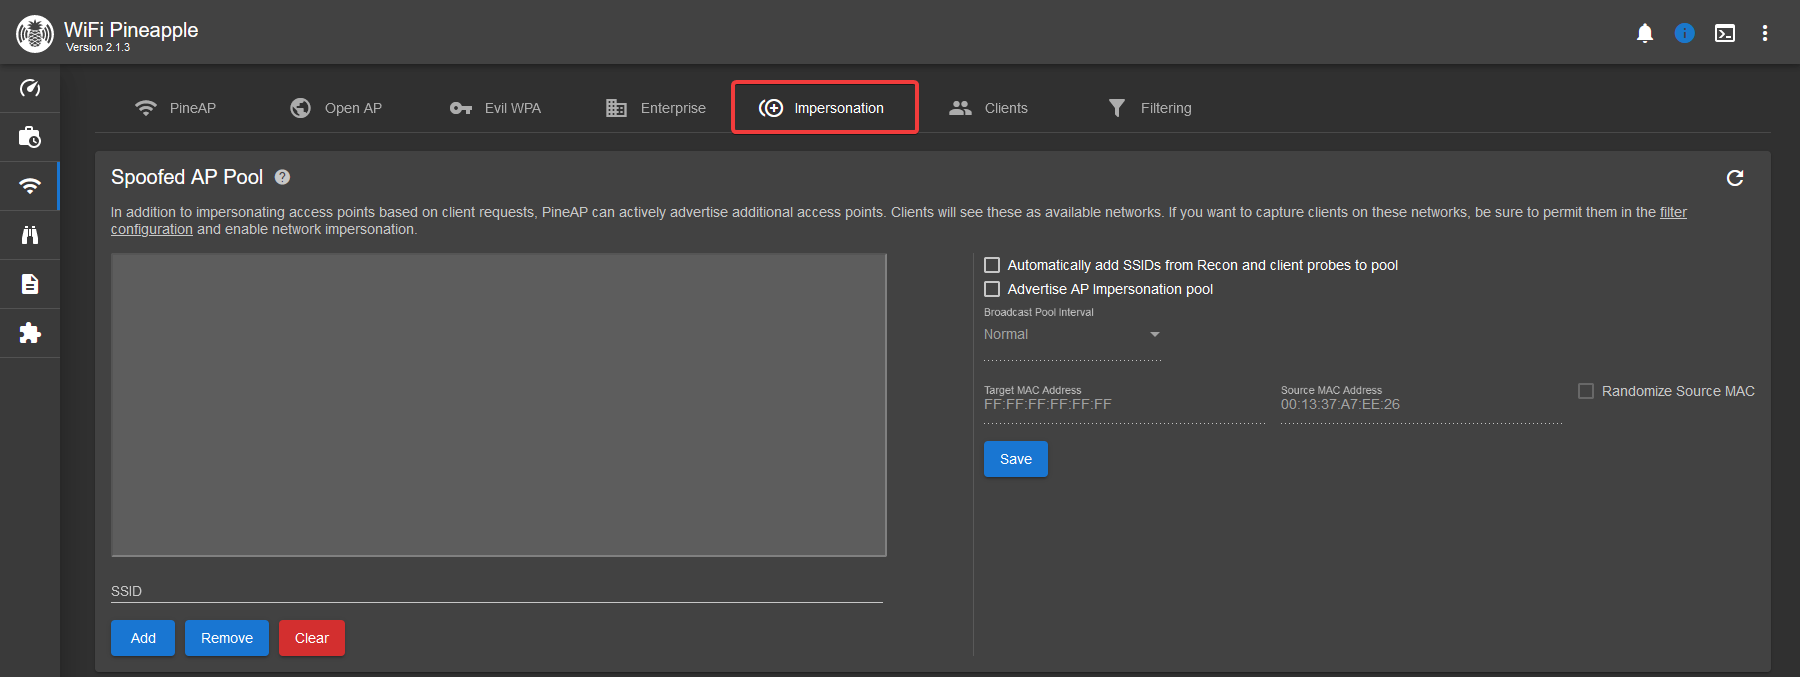 WiFi Pineapple
Version 2.1.3
PineAP
Open AP
Evil WPA
Enterprise
Impersonation
Clients
Filtering
Spoofed AP Pool
In addition to impersonating access points based on client requests, PineAP can actively advertise additional access points. Clients will see these as available networks. If you want to capture clients on these networks, be sure to permit them in the filter
configuration and enable network impersonation.
Automatically add SSIDs from Recon and client probes to pool
Advertise AP Impersonation pool
Broadcast Pool Interval
Normal
Target MAC Address
FF:FF:FF:FF:FF:FF
Source MAC Address
00:13:37:A7:EE:26
Randomize Source MAC
Save
SSID
Add
Remove
Clear